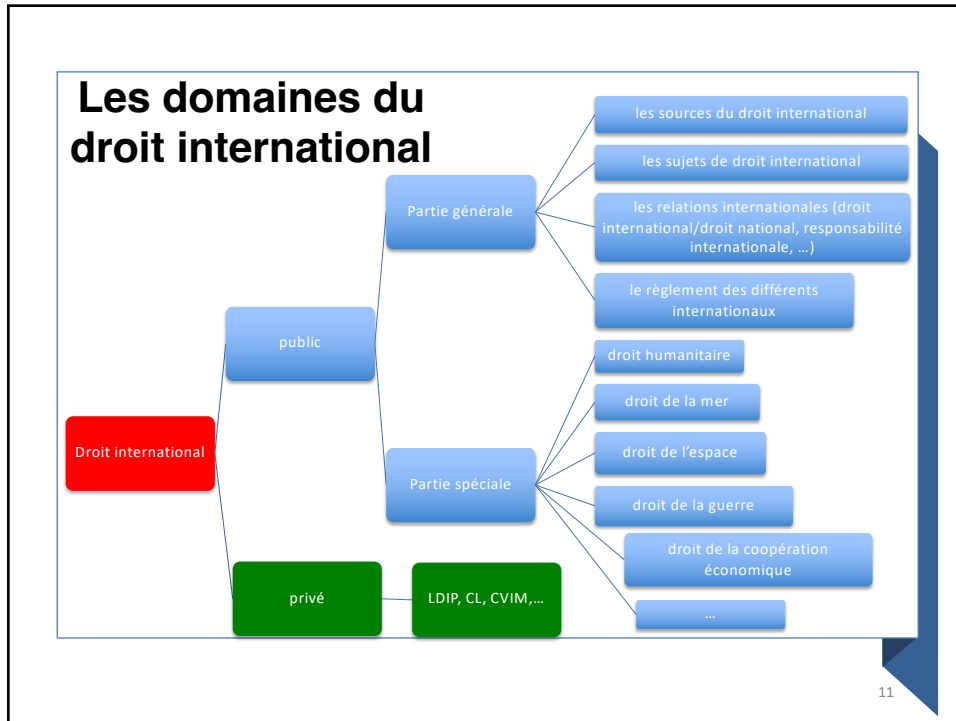 Les domaines du
droit international
Droit international
public
privé
Partie générale
Partie spéciale
LDIP, CL, CVIM,...
les sources du droit international
les sujets de droit international
les relations internationales (droit
international/droit national, responsabilité
internationale, ...)
le règlement des différents
internationaux
droit humanitaire
droit de la mer
droit de l'espace
droit de la guerre
droit de la coopération
économique
...
11